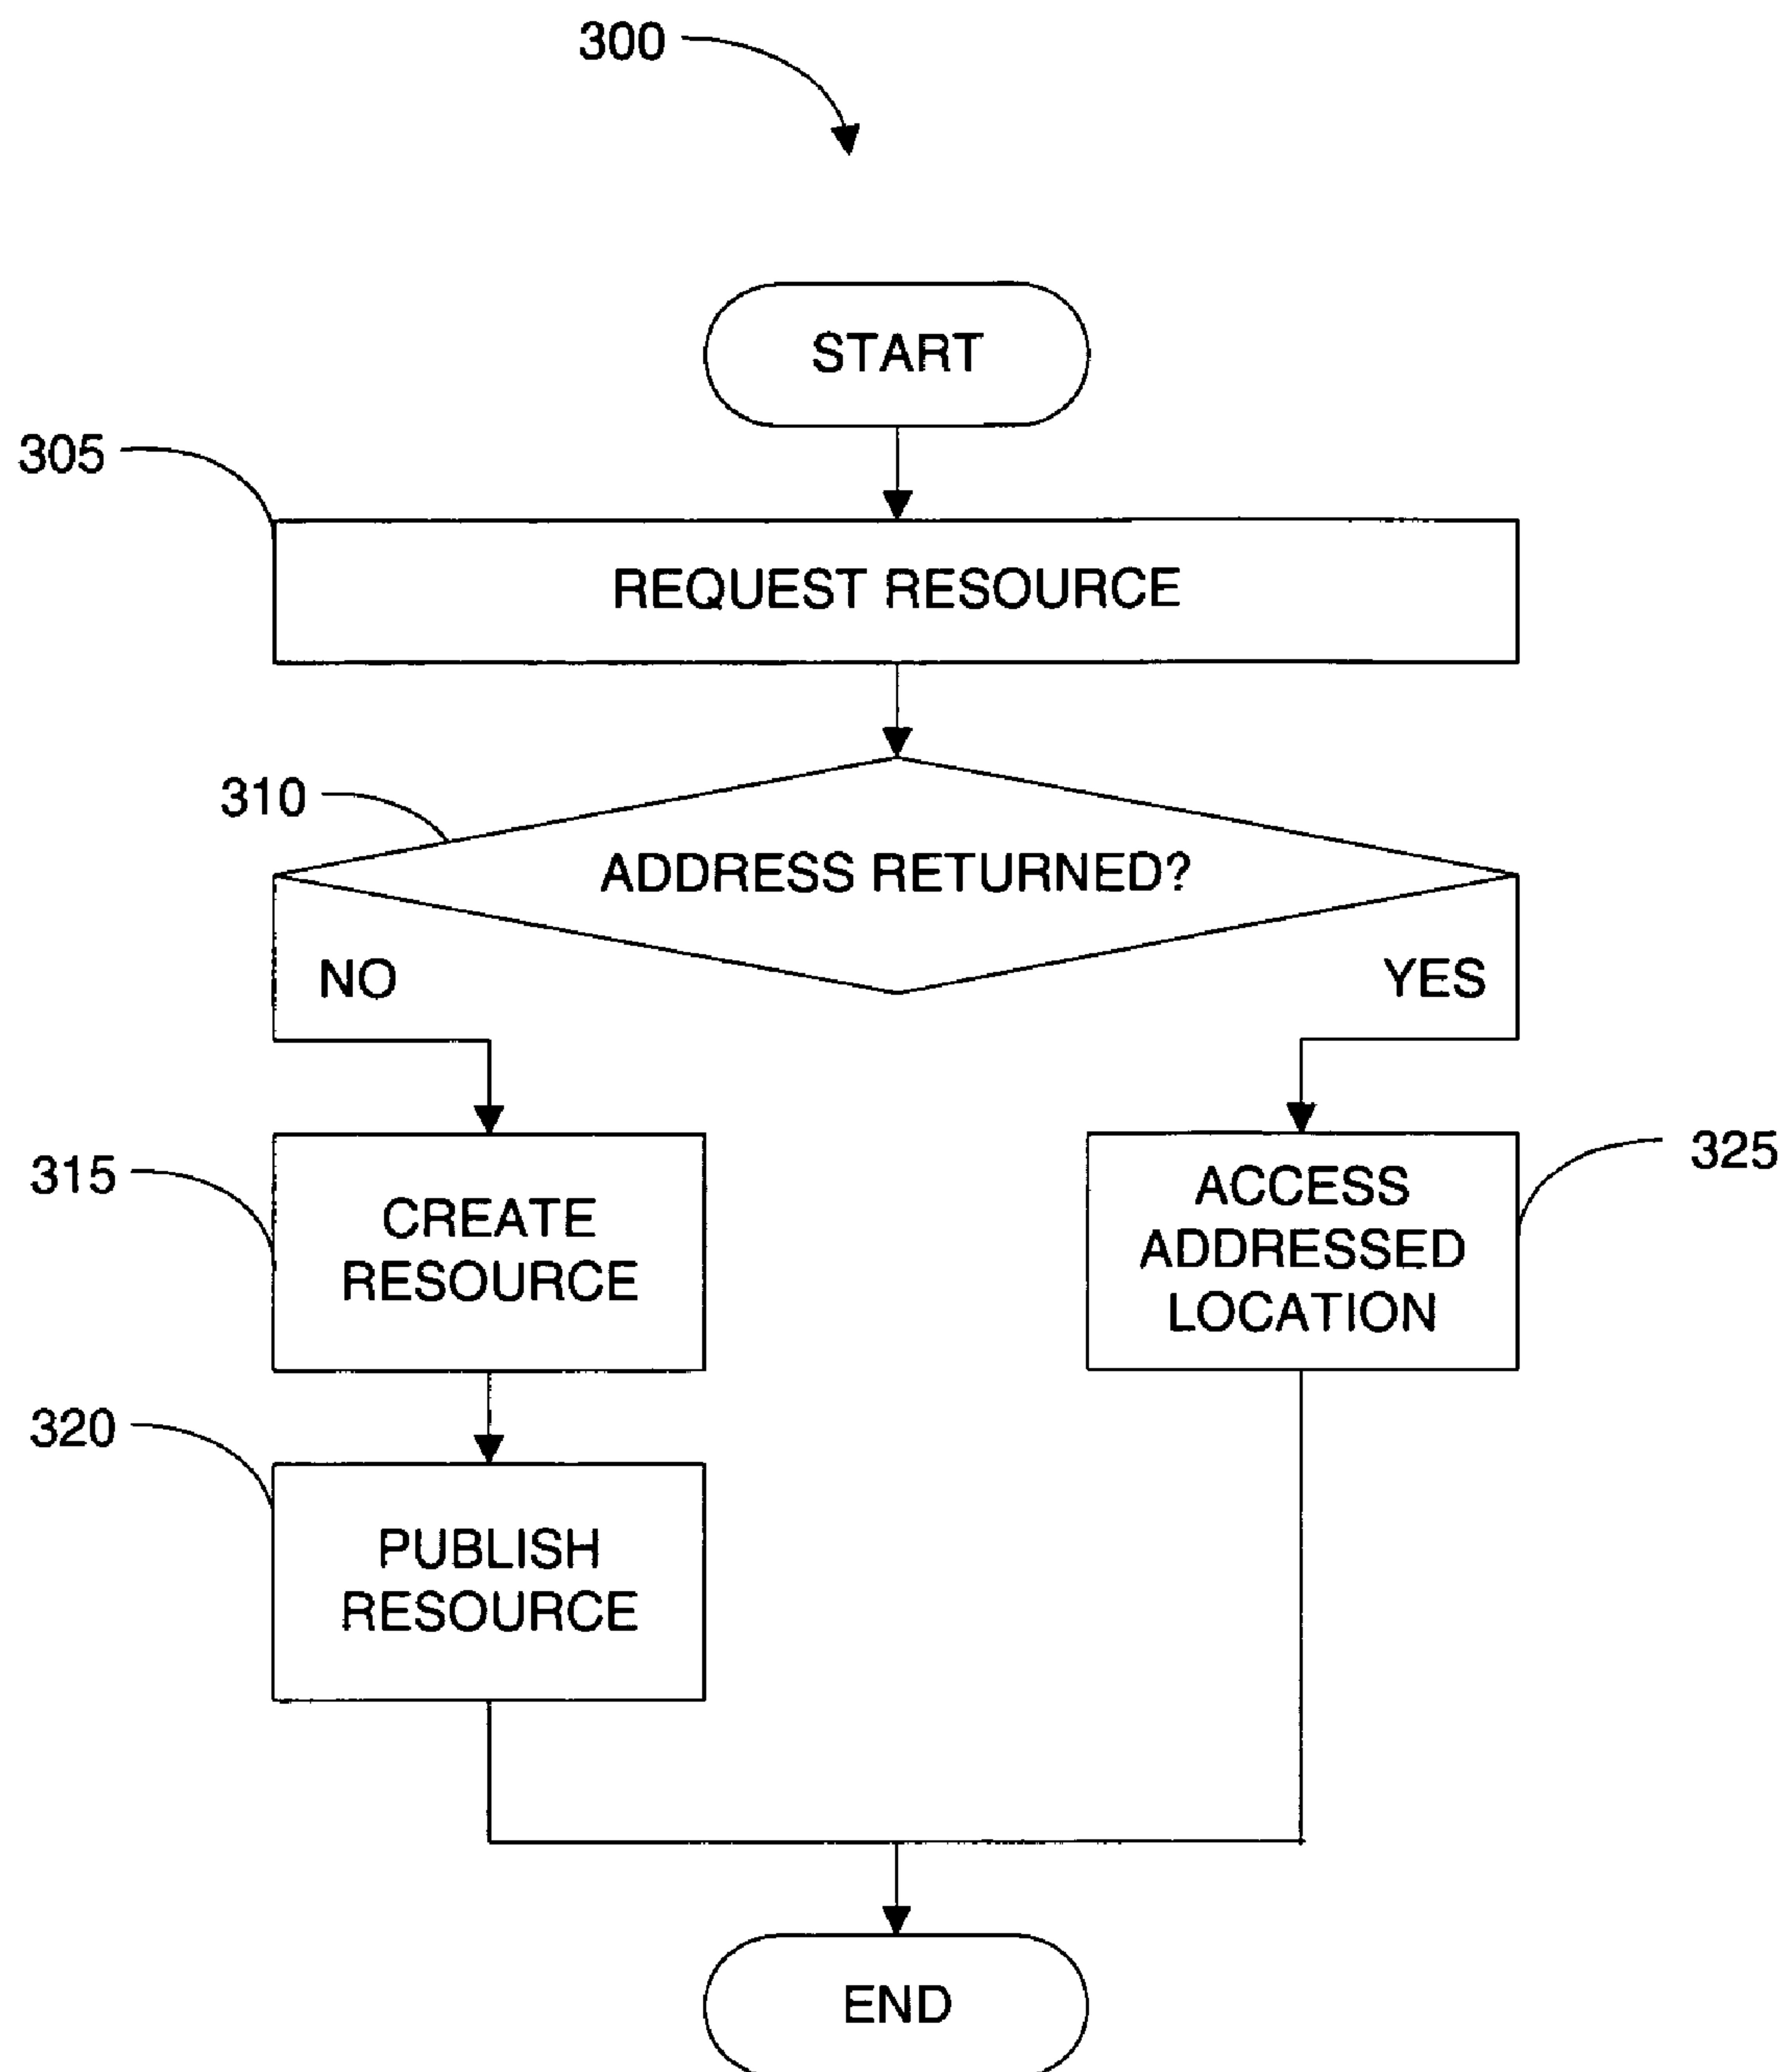 300
START
305
REQUEST RESOURCE
310
ADDRESS RETURNED?
NO
YES
315
CREATE
RESOURCE
ACCESS
ADDRESSED
LOCATION
325
320
PUBLISH
RESOURCE
END